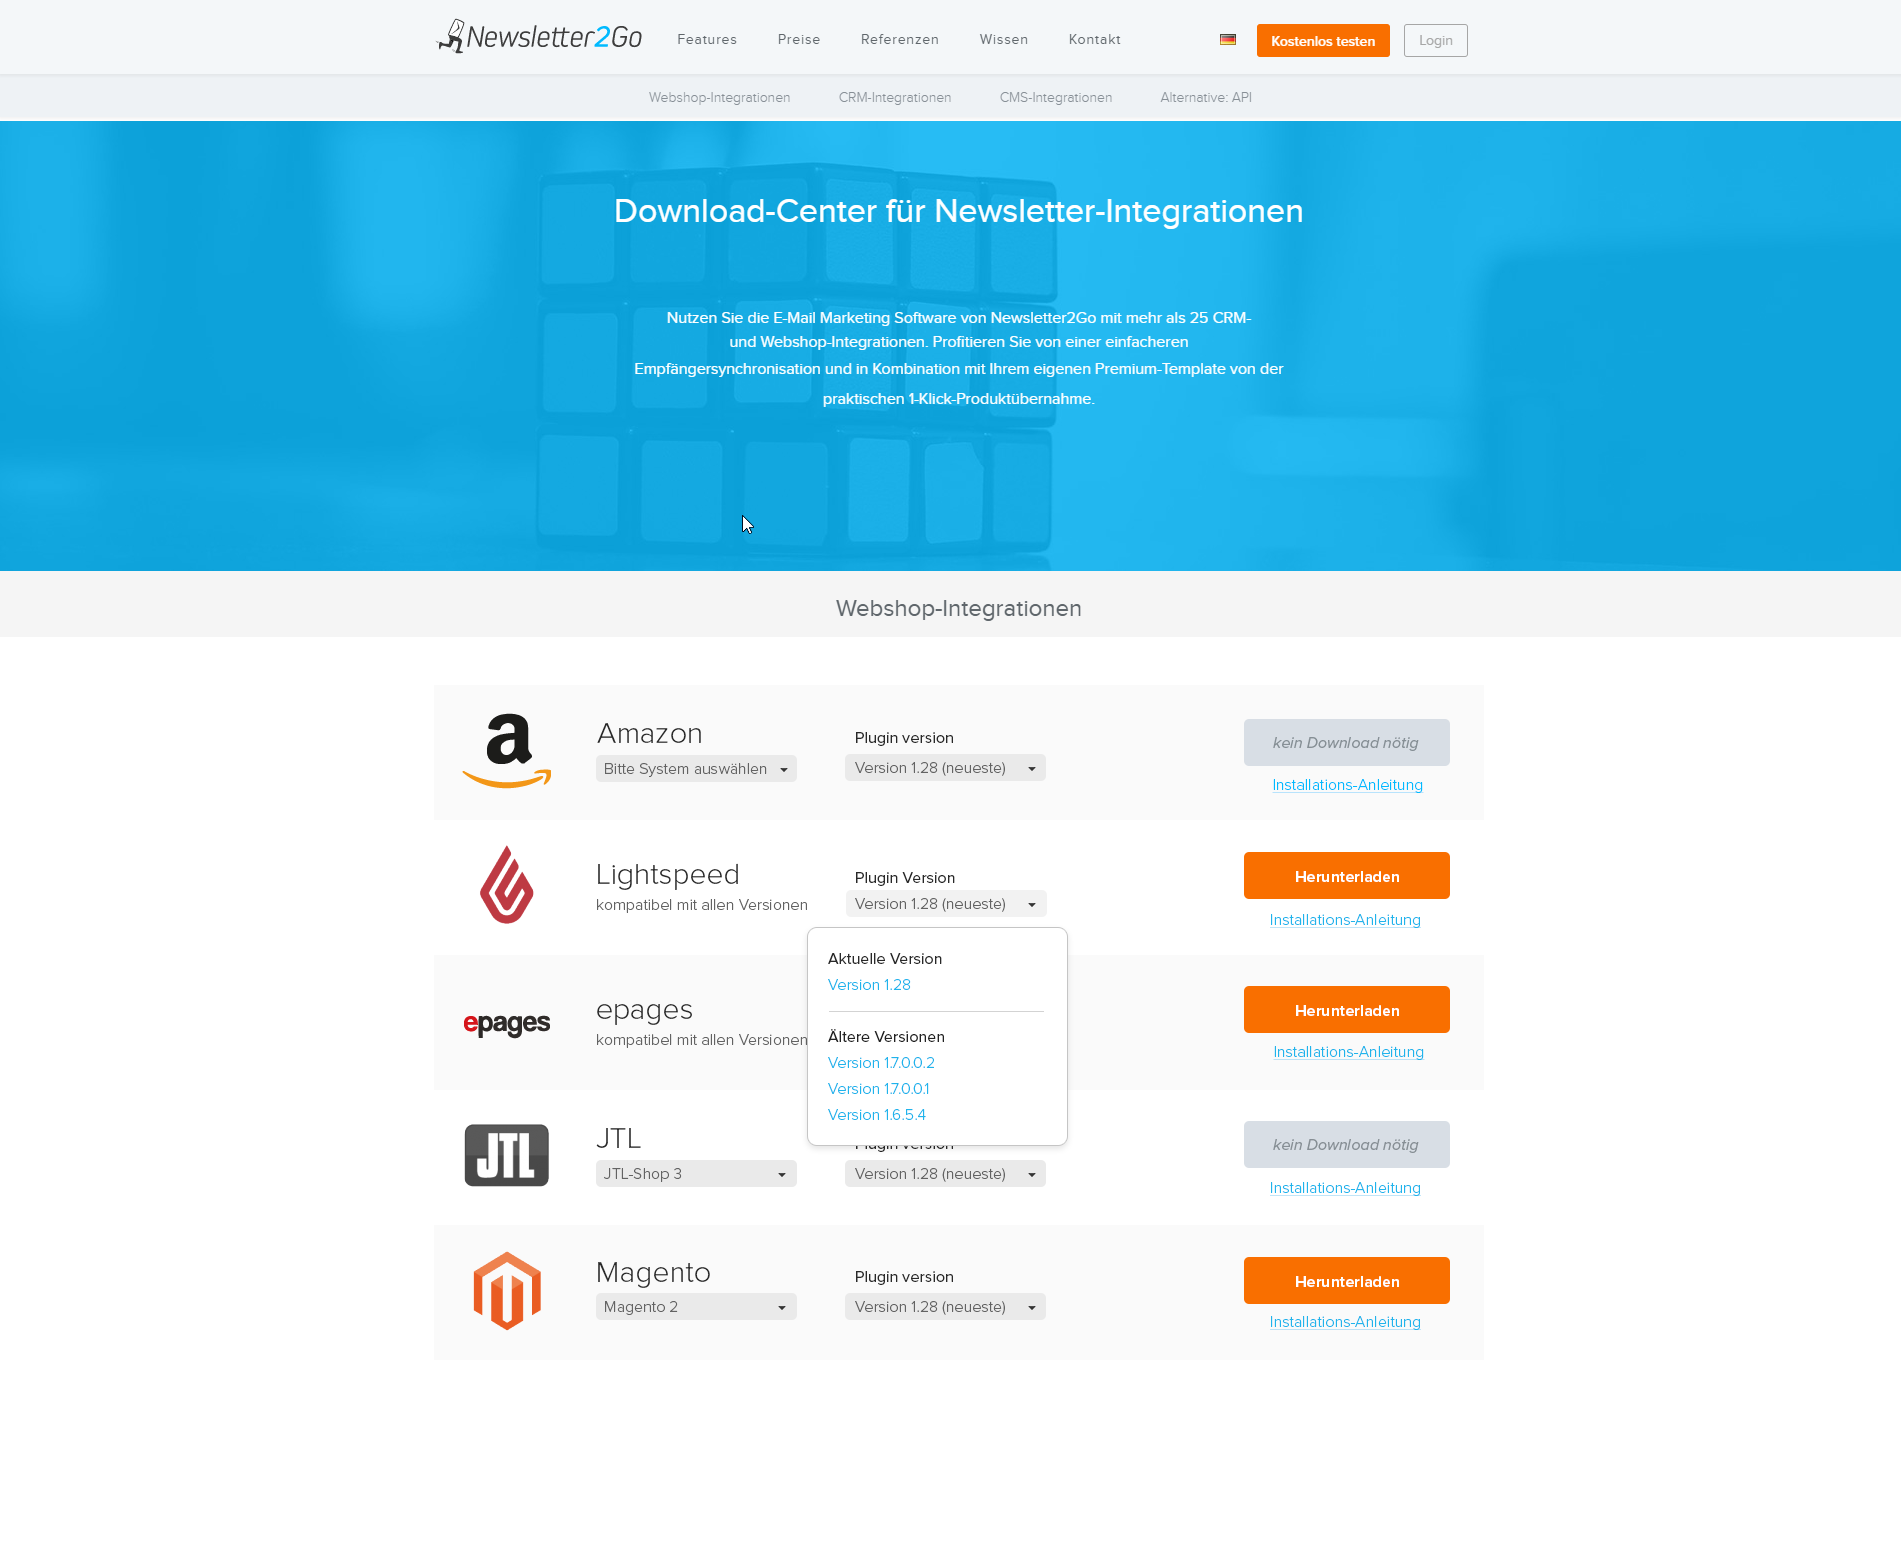 Newsletter2Go
Features
Preise
Referenzen
Wissen
Kontakt
Kostenlos testen
Login
Webshop-Integrationen
CRM-Integrationen
CMS-Integrationen
Alternative: API
Download-Center für Newsletter-Integrationen
Nutzen Sie die E-Mail Marketing Software von Newsletter2Go mit mehr als 25 CRM-
und Webshop-Integrationen. Profitieren Sie von einer einfacheren
Empfängersynchronisation und in Kombination mit Ihrem eigenen Premium-Template von der
praktischen 1-Klick-Produktübernahme.
Webshop-Integrationen
a
Amazon
Bitte System auswählen
Plugin version
Version 1.28 (neueste)
kein Download nötig
Installations-Anleitung
Lightspeed
kompatibel mit allen Versionen
Plugin Version
Version 1.28 (neueste)
Herunterladen
Installations-Anleitung
Aktuelle Version
Version 1.28
Ältere Versionen
Version 1.7.0.0.2
Version 1.7.0.0.1
Version 1.6.5.4
epages
epages
kompatibel mit allen Versionen
Herunterladen
Installations-Anleitung
JTL
JTL
JTL-Shop 3
Plugin version
Version 1.28 (neueste)
kein Download nötig
Installations-Anleitung
Magento
Magento 2
Plugin version
Version 1.28 (neueste)
Herunterladen
Installations-Anleitung